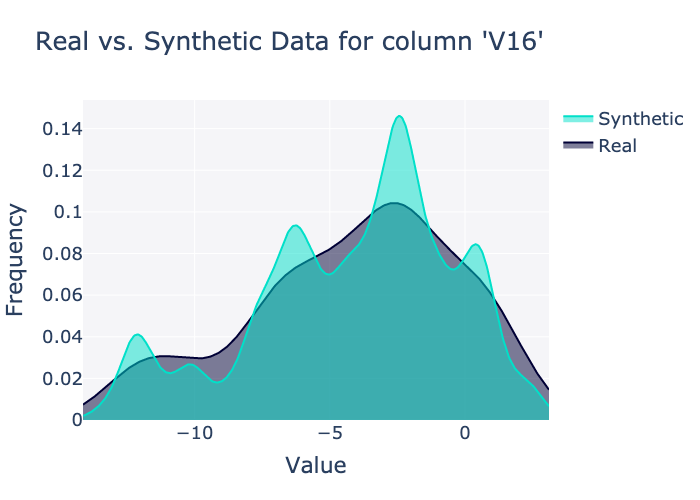 Real vs. Synthetic Data for column 'V16'
Synthetic
Real
0.14
0.12
0.1
0.08
0.06
0.04
0.02
0
−10
−5
0
Frequency
Value